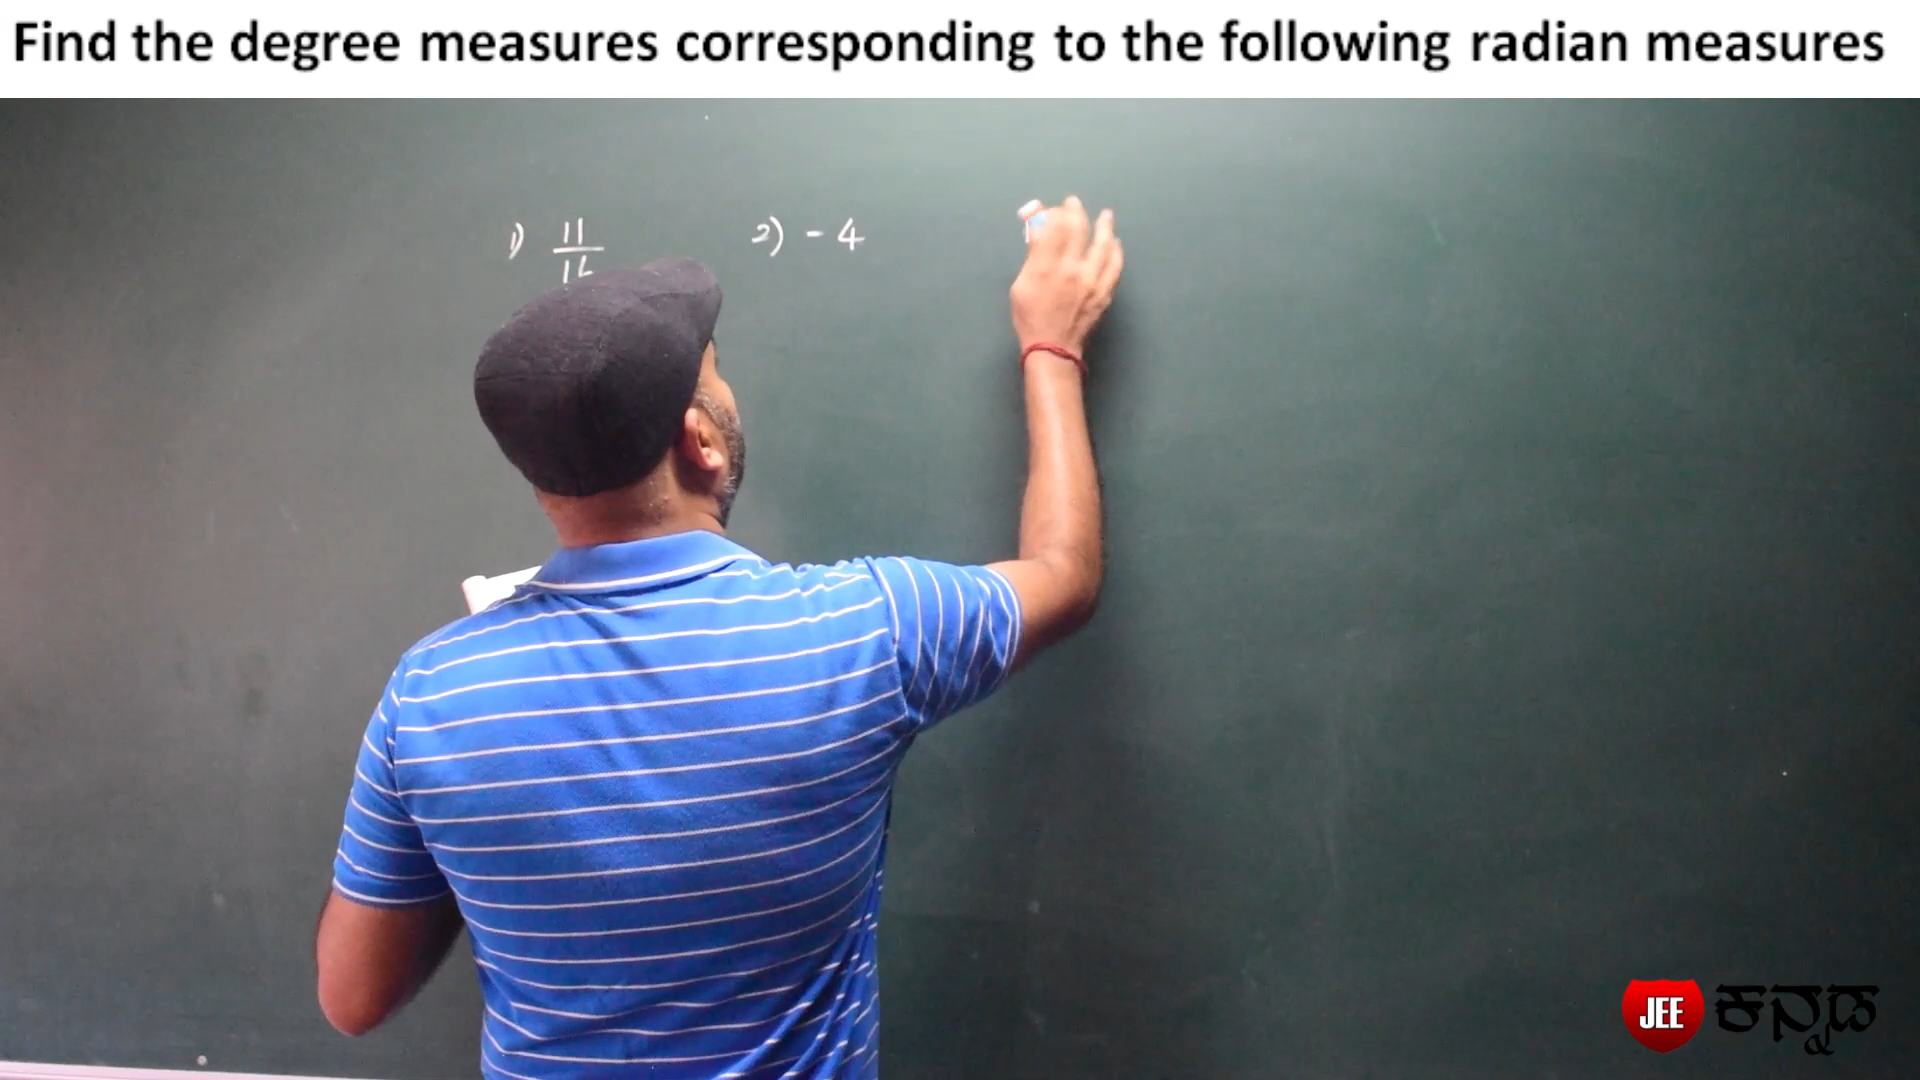 Find the degree measures corresponding to the following radian measures
1) 11/16 2) - 4
JEE ಕನ್ನಡ